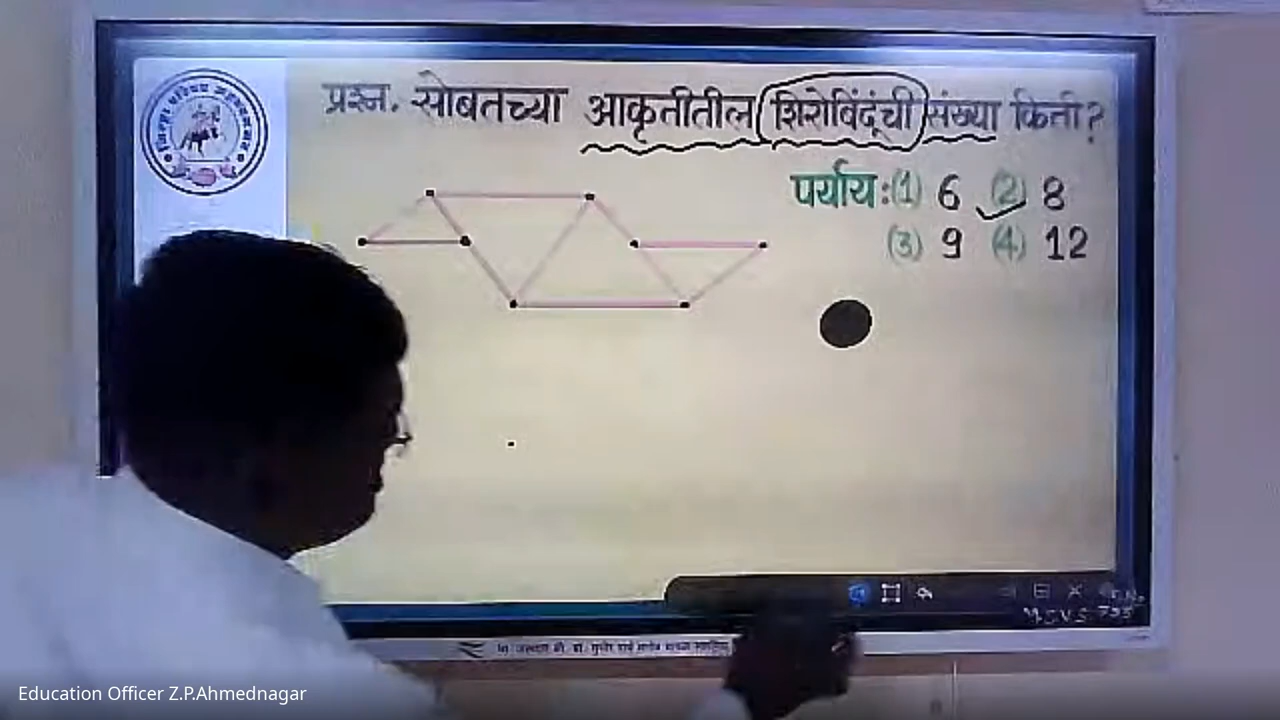 प्रश्न. सोबतच्या आकृतीतील शिरोबिंदूंची संख्या किती?
पर्याय:(1) 6 (2) 8
(3) 9 (4) 12
Education Officer Z.P.Ahmednagar